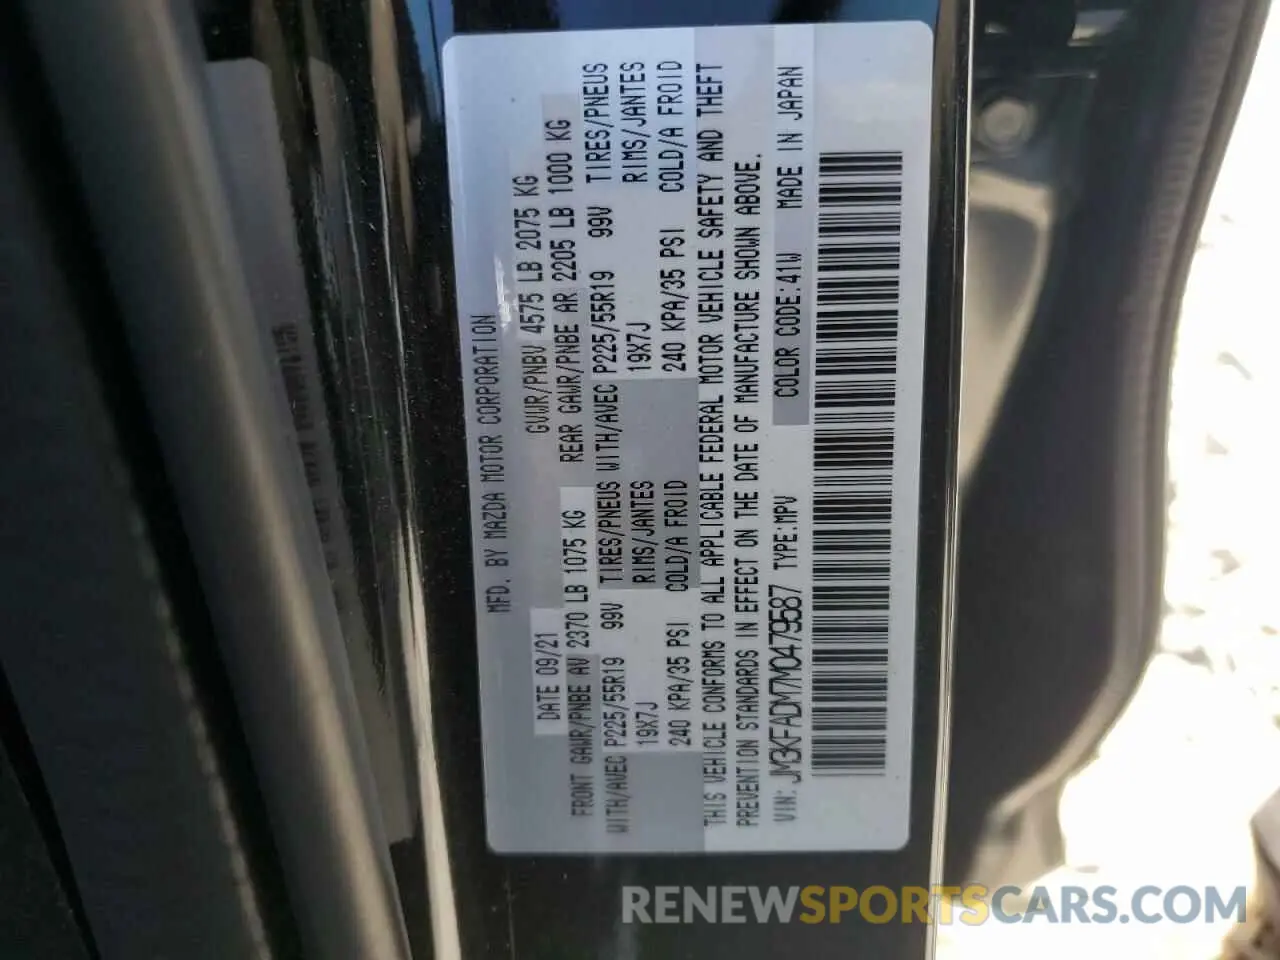 MFD. BY MAZDA MOTOR CORPORATION
DATE 09/21 GVWR/PNBV 4575 LB 2075 KG
FRONT GAWR/PNBE AV 2370 LB 1075 KG REAR GAWR/PNBE AR 2205 LB 1000 KG
WITH/AVEC P225/55R19 99V TIRES/PNEUS WITH/AVEC P225/55R19 99V TIRES/PNEUS
19X7J RIMS/JANTES 19X7J RIMS/JANTES
240 KPA/35 PSI COLD/A FROID 240 KPA/35 PSI COLD/A FROID
THIS VEHICLE CONFORMS TO ALL APPLICABLE FEDERAL MOTOR VEHICLE SAFETY AND THEFT
PREVENTION STANDARDS IN EFFECT ON THE DATE OF MANUFACTURE SHOWN ABOVE.
VIN: JM3KFADM7M0479587 TYPE:MPV COLOR CODE:41W MADE IN JAPAN
RENEWSPORTSCARS.COM